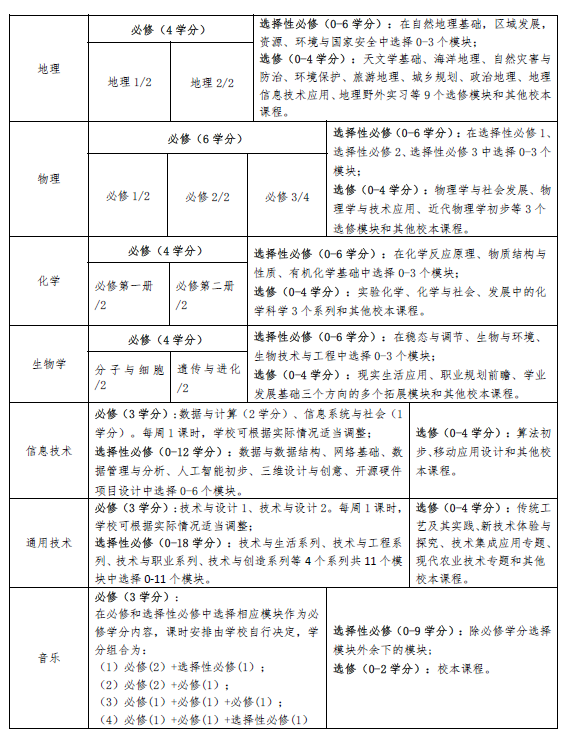 地理
必修（4 学分）
地理 1/2
地理 2/2
选择性必修（0-6 学分）：在自然地理基础，区域发展，
资源、环境与国家安全中选择 0-3 个模块；
选修（0-4 学分）：天文学基础、海洋地理、自然灾害与
防治、环境保护、旅游地理、城乡规划、政治地理、地理
信息技术应用、地理野外实习等 9 个选修模块和其他校本
课程。
物理
必修（6 学分）
必修 1/2
必修 2/2
必修 3/4
选择性必修（0-6 学分）：在选择性必修 1、
选择性必修 2、选择性必修 3 中选择 0-3 个
模块；
选修（0-4 学分）：物理学与社会发展、物
理学与技术应用、近代物理学初步等 3 个
选修模块和其他校本课程。
化学
必修（4 学分）
必修第一册
/2
必修第二册
/2
选择性必修（0-6 学分）：在化学反应原理、物质结构与
性质、有机化学基础中选择 0-3 个模块；
选修（0-4 学分）：实验化学、化学与社会、发展中的化
学科学 3 个系列和其他校本课程。
生物学
必修（4 学分）
分子与细胞
/2
遗传与进化
/2
选择性必修（0-6 学分）：在稳态与调节、生物与环境、
生物技术与工程中选择 0-3 个模块；
选修（0-4 学分）：现实生活应用、职业规划前瞻、学业
发展基础三个方向的多个拓展模块和其他校本课程。
信息技术
必修（3 学分）:数据与计算（2 学分）、信息系统与社会（1
学分）。每周 1 课时，学校可根据实际情况适当调整；
选择性必修（0-12 学分）：数据与数据结构、网络基础、数
据管理与分析、人工智能初步、三维设计与创意、开源硬件
项目设计中选择 0-6 个模块。
选修（0-4 学分）：算法初
步、移动应用设计和其他校
本课程。
通用技术
必修（3 学分）:技术与设计 1、技术与设计 2。每周 1 课时，
学校可根据实际情况适当调整；
选择性必修（0-18 学分）：技术与生活系列、技术与工程系
列、技术与职业系列、技术与创造系列等 4 个系列共 11 个模
块中选择 0-11 个模块。
选修（0-4 学分）：传统工
艺及其实践、新技术体验与
探究、技术集成应用专题、
现代农业技术专题和其他
校本课程。
音乐
必修（3 学分）：
在必修和选择性必修中选择相应模块作为必
修学分内容，课时安排由学校自行决定，学
分组合为：
（1）必修(2)+选择性必修(1)；
（2）必修(2)+必修(1)；
（3）必修(1)+必修(1)+必修(1)；
（4）必修(1)+必修(1)+选择性必修(1)
选择性必修（0-9 学分）：除必修学分选择
模块外余下的模块；
选修（0-2 学分）：校本课程。